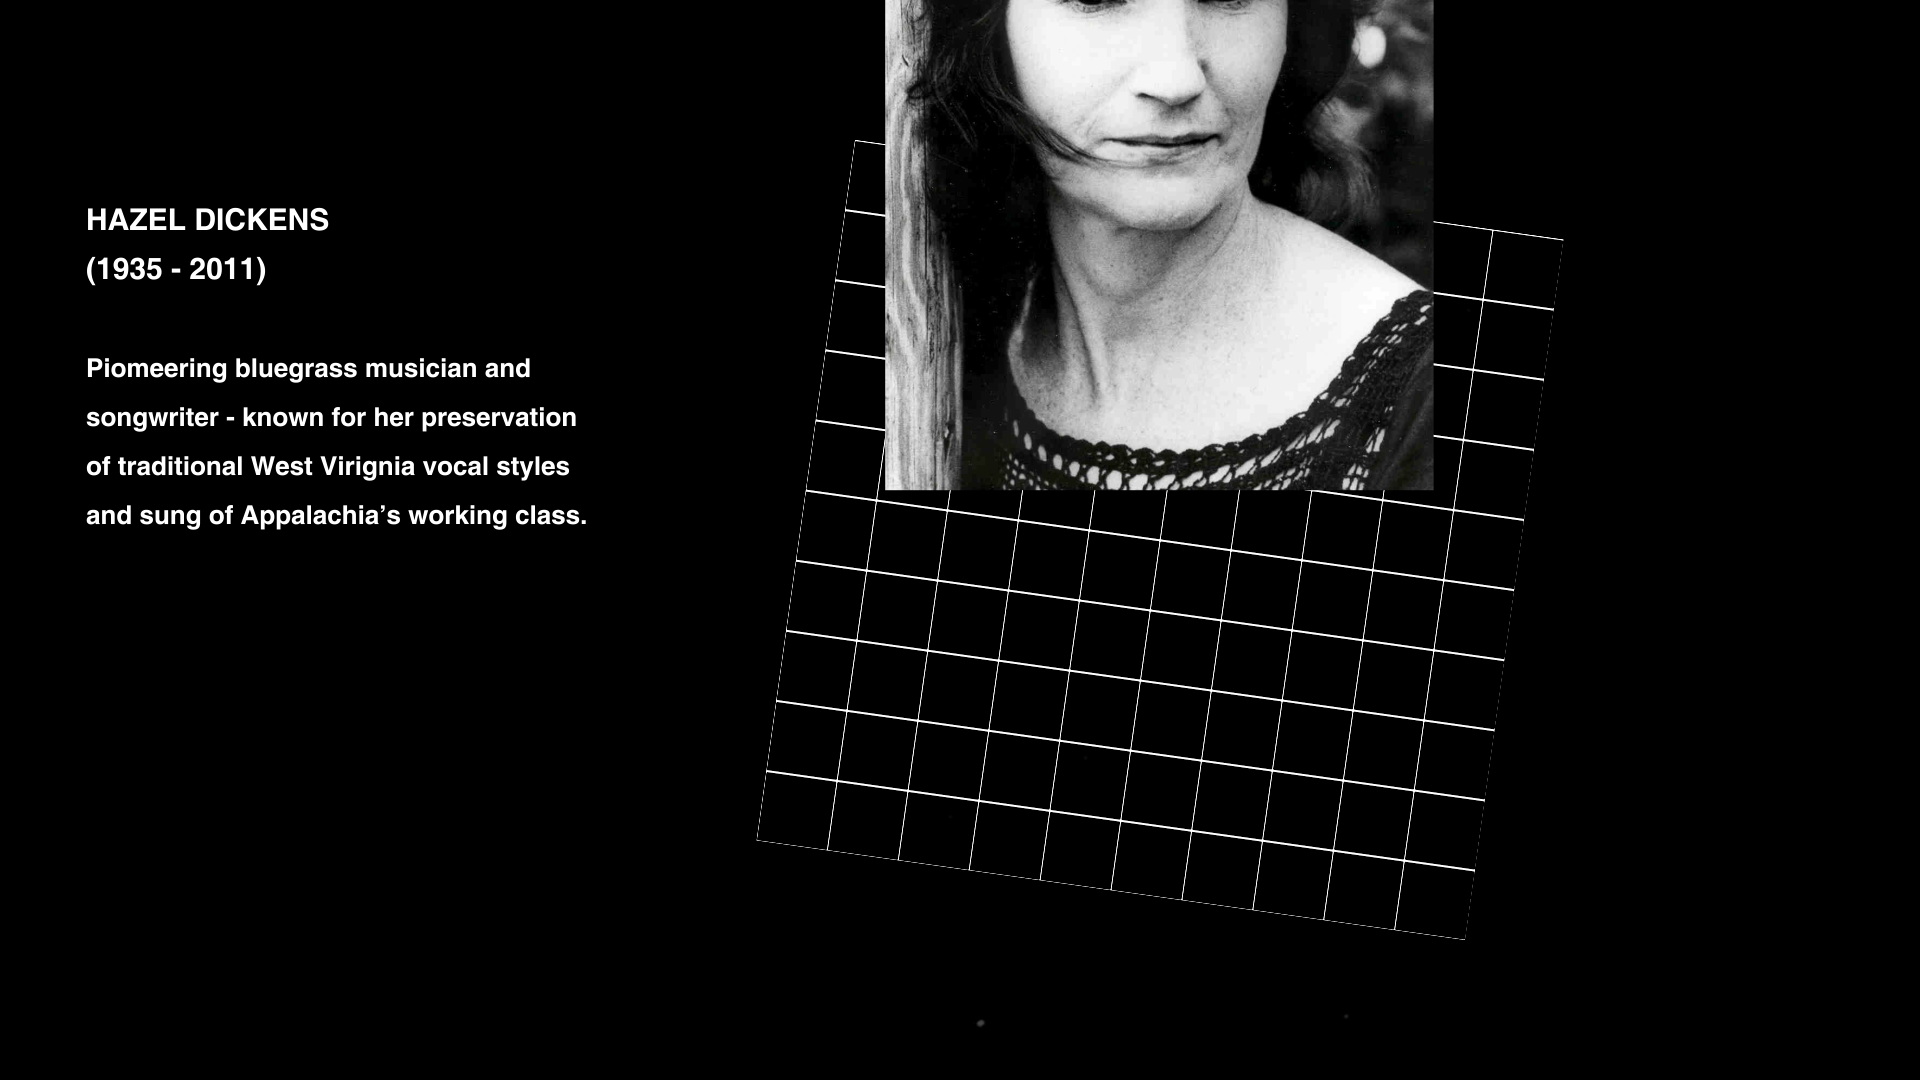 HAZEL DICKENS
(1935 - 2011)
Piomeering bluegrass musician and
songwriter - known for her preservation
of traditional West Virignia vocal styles
and sung of Appalachia’s working class.